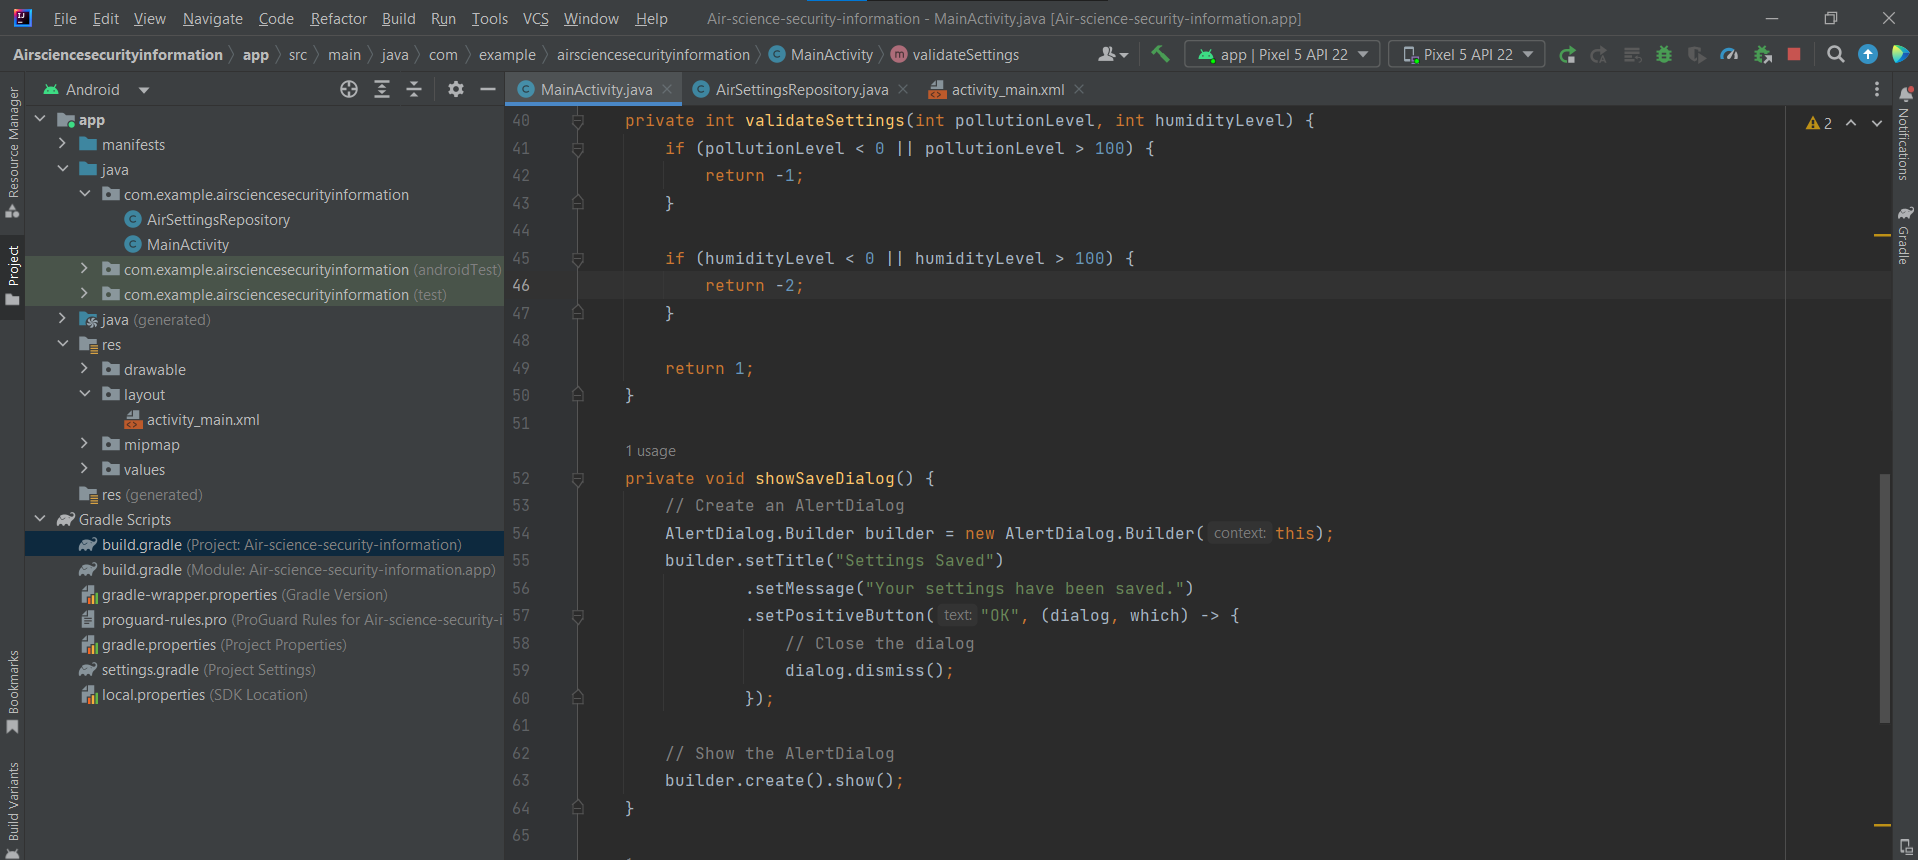 File Edit View Navigate Code Refactor Build Run Tools VCS Window Help Air-science-security-information - MainActivity.java [Air-science-security-information.app]
Airsciencesecurityinformation app src main java com example airsciencesecurityinformation C MainActivity m validateSettings app | Pixel 5 API 22 Pixel 5 API 22
Android
MainActivity.java AirSettingsRepository.java activity_main.xml
Resource Manager
Project
Bookmarks
Build Variants
app
manifests
java
com.example.airsciencesecurityinformation
C AirSettingsRepository
C MainActivity
com.example.airsciencesecurityinformation (androidTest)
com.example.airsciencesecurityinformation (test)
java (generated)
res
drawable
layout
activity_main.xml
mipmap
values
res (generated)
Gradle Scripts
build.gradle (Project: Air-science-security-information)
build.gradle (Module: Air-science-security-information.app)
gradle-wrapper.properties (Gradle Version)
proguard-rules.pro (ProGuard Rules for Air-science-security-i
gradle.properties (Project Properties)
settings.gradle (Project Settings)
local.properties (SDK Location)
40 private int validateSettings(int pollutionLevel, int humidityLevel) {
41 if (pollutionLevel < 0 || pollutionLevel > 100) {
42 return -1;
43 }
44
45 if (humidityLevel < 0 || humidityLevel > 100) {
46 return -2;
47 }
48
49 return 1;
50 }
51
1 usage
52 private void showSaveDialog() {
53 // Create an AlertDialog
54 AlertDialog.Builder builder = new AlertDialog.Builder( context: this);
55 builder.setTitle("Settings Saved")
56 .setMessage("Your settings have been saved.")
57 .setPositiveButton( text: "OK", (dialog, which) -> {
58 // Close the dialog
59 dialog.dismiss();
60 });
61
62 // Show the AlertDialog
63 builder.create().show();
64 }
65
2
Notifications
Gradle